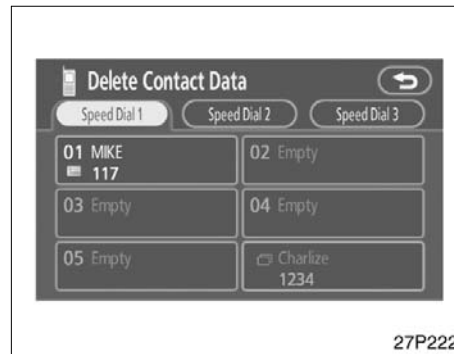 Delete Contact Data
Speed Dial 1 Speed Dial 2 Speed Dial 3
01 MIKE 02 Empty
117
03 Empty 04 Empty
05 Empty Charlize
1234
27P222